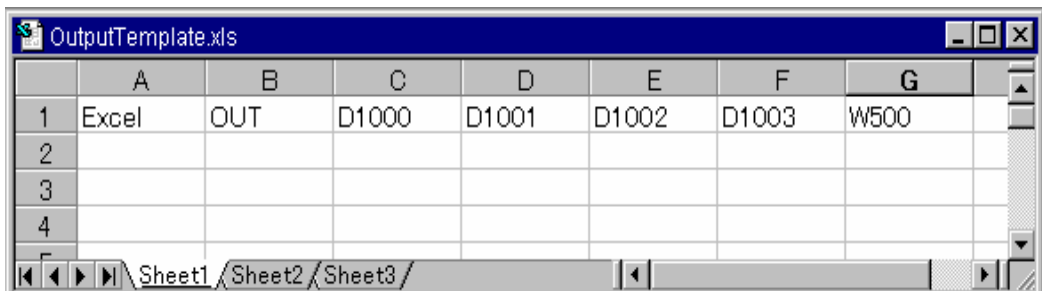 OutputTemplate.xls
A B C D E F G
1 Excel OUT D1000 D1001 D1002 D1003 W500
2
3
4
Sheet1 Sheet2 Sheet3